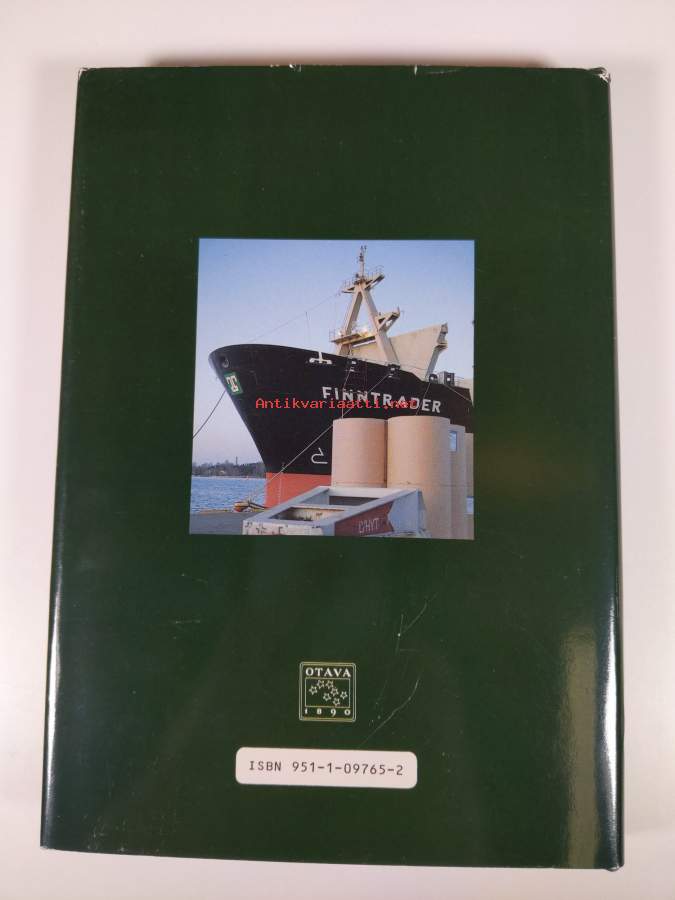 FINNTRADER
Antikvariaatti.net
OTAVA
1890
ISBN 951-1-09765-2